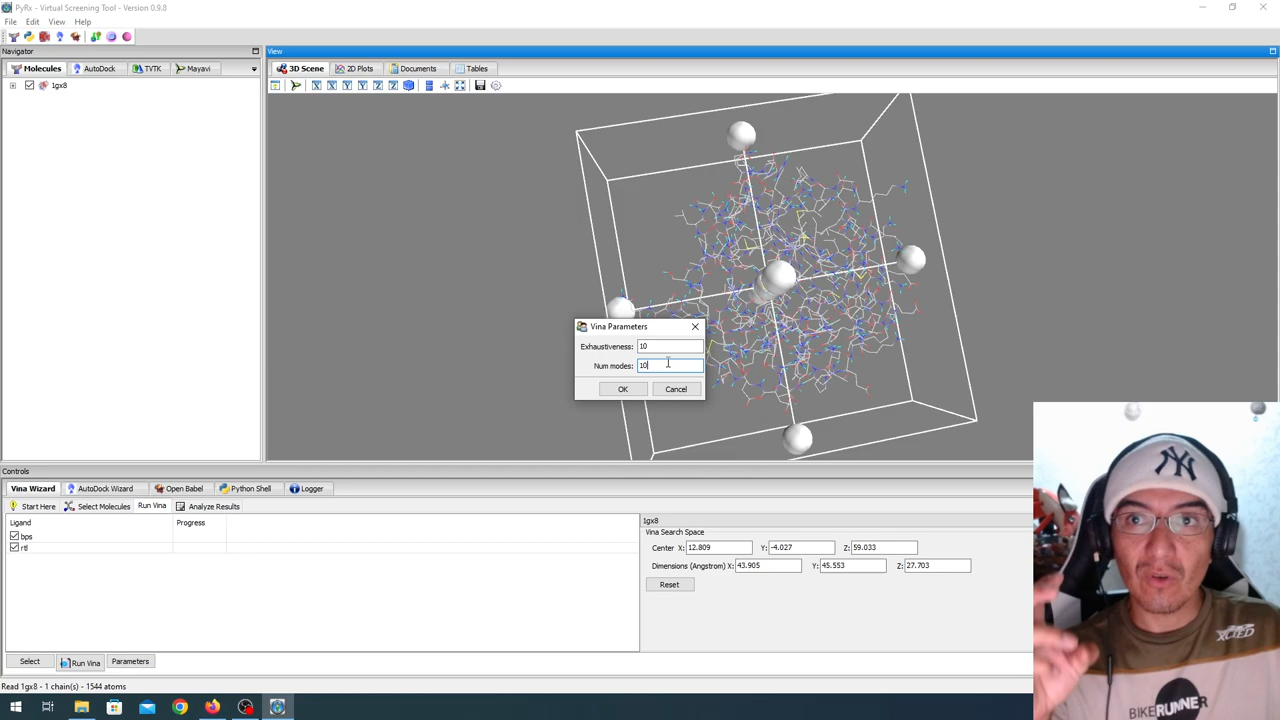 PyRx - Virtual Screening Tool - Version 0.9.8
File Edit View Help
Navigator
View
Molecules AutoDock TVTK Mayavi
3D Scene 2D Plots Documents Tables
1gx8
X X Y Y Z Z
Vina Parameters
Exhaustiveness: 10
Num modes: 10
OK Cancel
Controls
Vina Wizard AutoDock Wizard Open Babel Python Shell Logger
Start Here Select Molecules Run Vina Analyze Results
Ligand Progress
bps
rtl
1gx8
Vina Search Space
Center X: 12.809 Y: -4.027 Z: 59.033
Dimensions (Angstrom) X: 43.905 Y: 45.553 Z: 27.703
Reset
Select Run Vina Parameters
Read 1gx8 - 1 chain(s) - 1544 atoms
NY
XCTED
BIKERUNNER